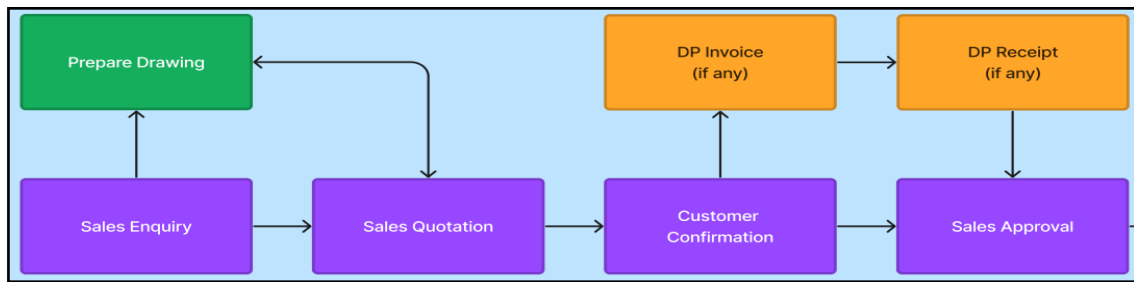 Prepare Drawing
DP Invoice
(if any)
DP Receipt
(if any)
Sales Enquiry
Sales Quotation
Customer
Confirmation
Sales Approval